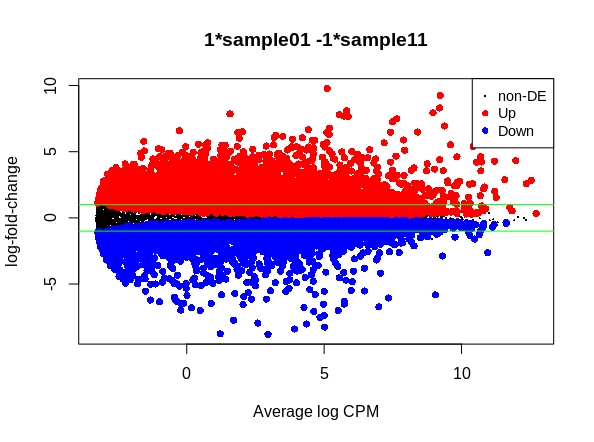 1*sample01 -1*sample11
non-DE
Up
Down
log-fold-change
10
5
0
-5
0
5
10
Average log CPM